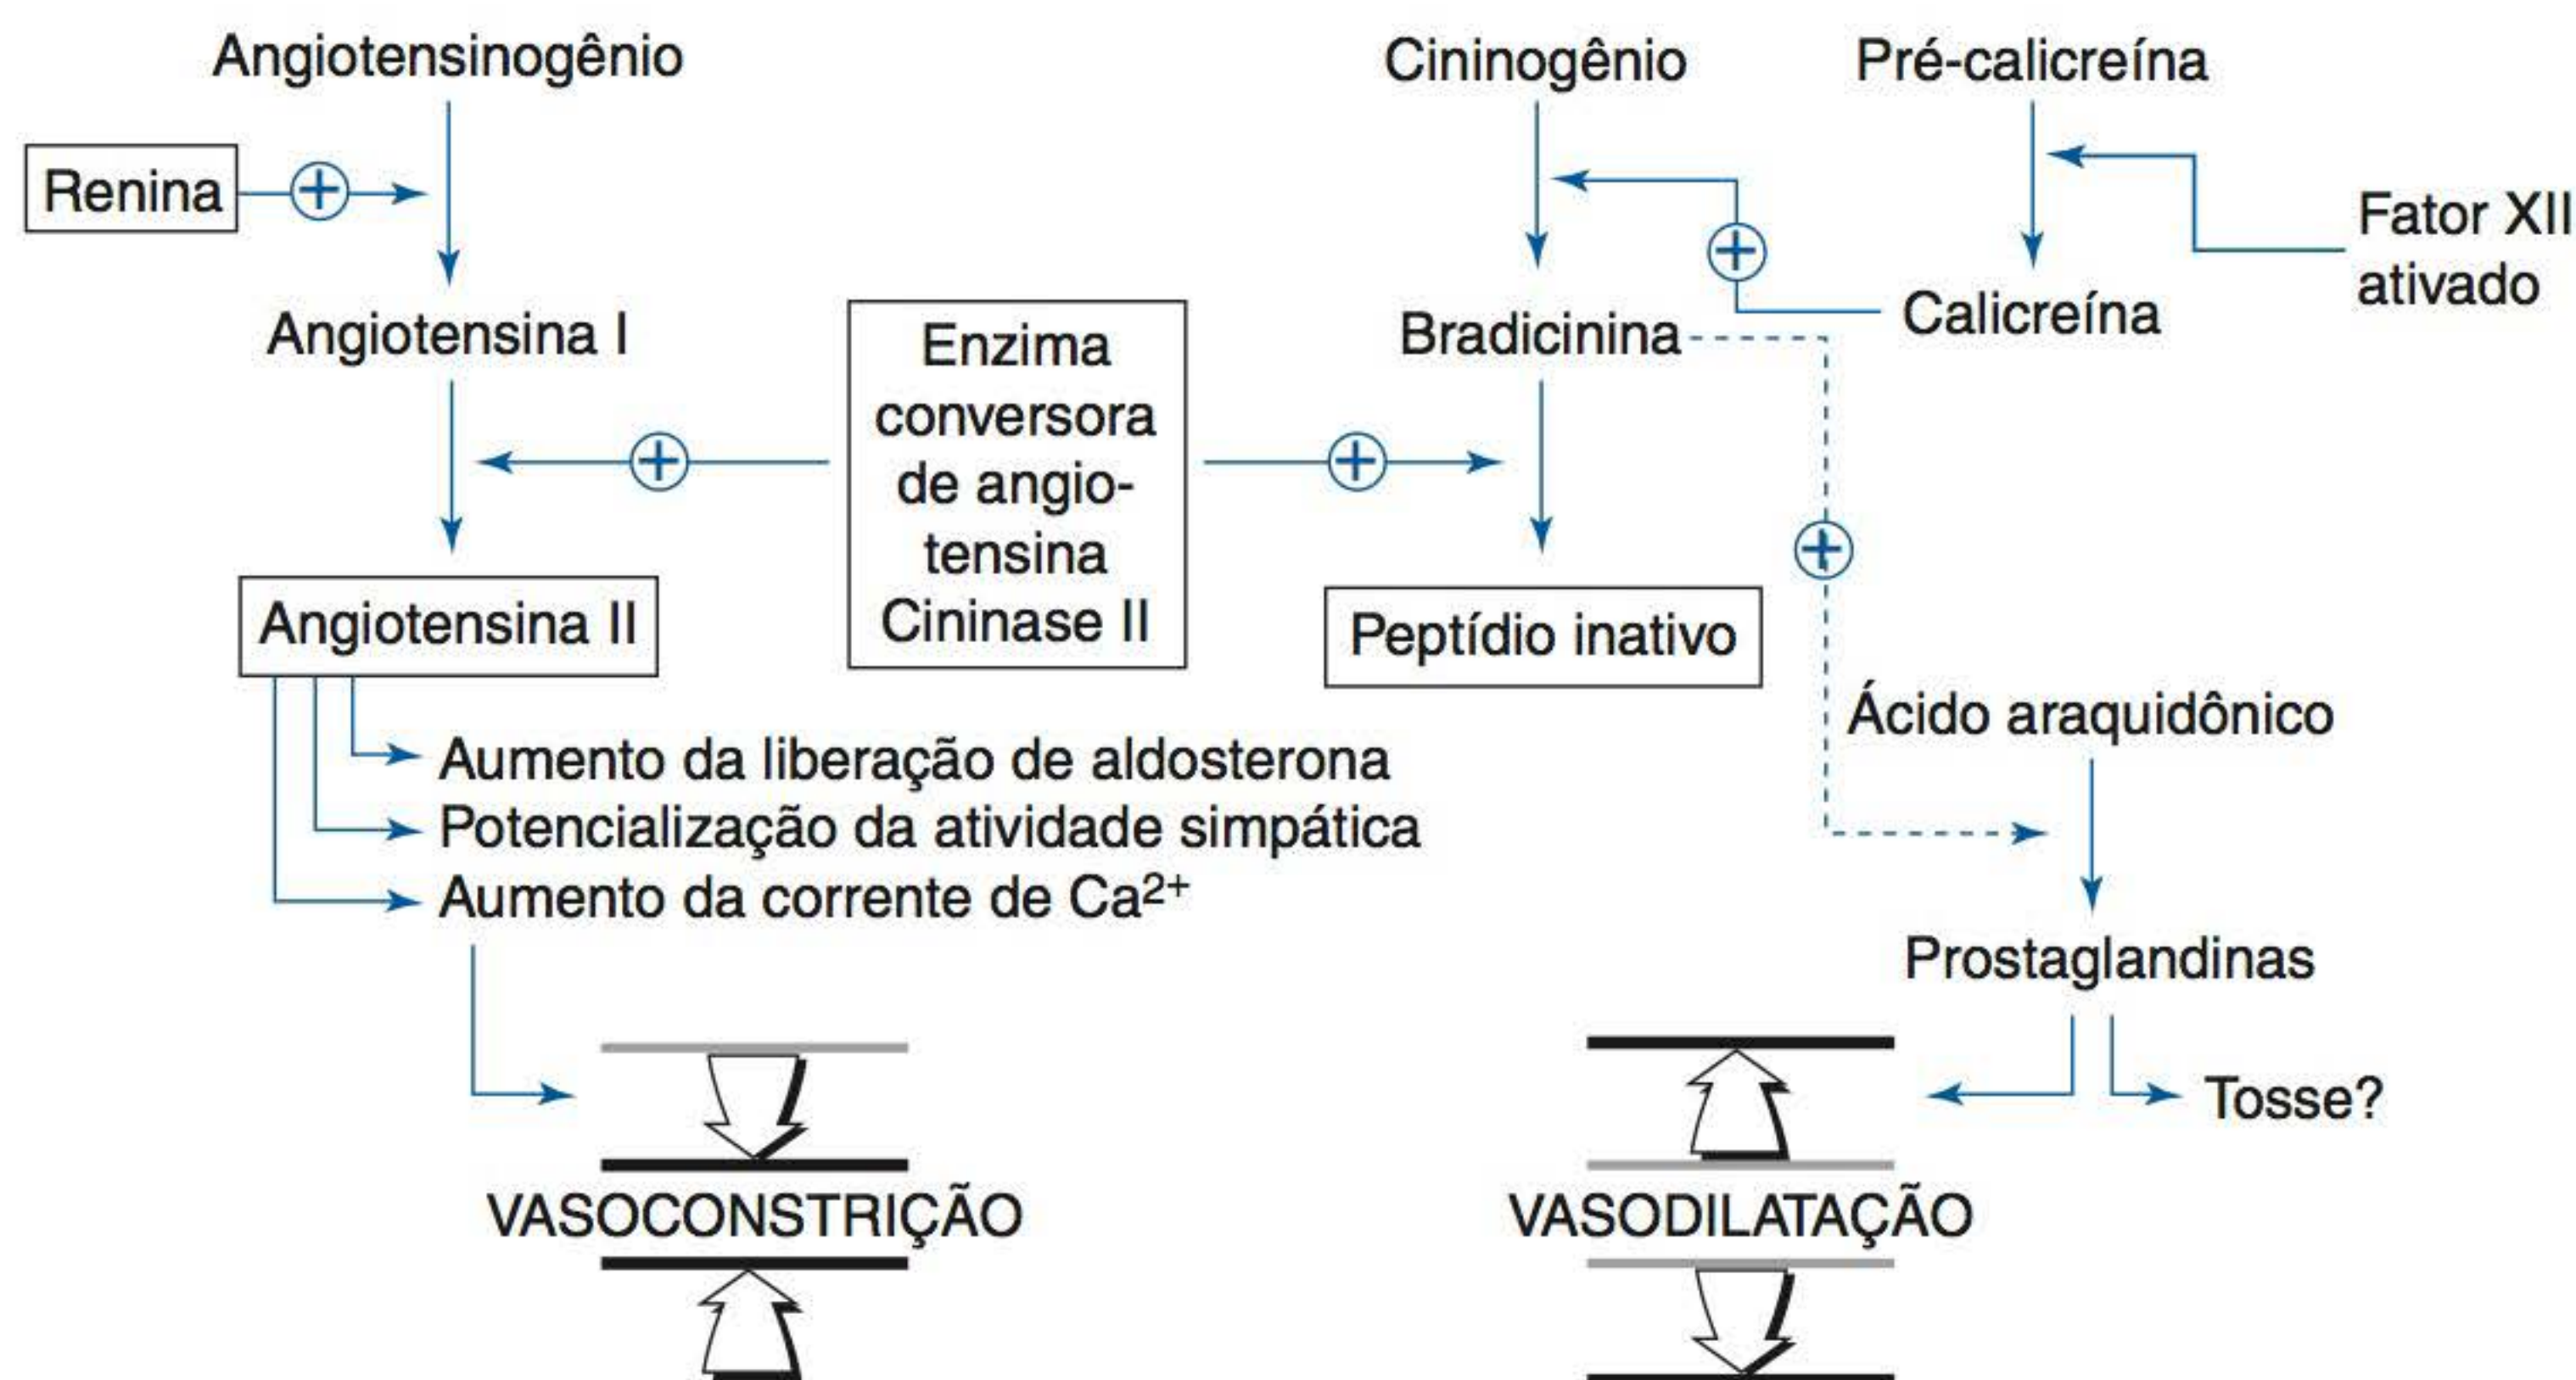 Angiotensinogênio
Cininogênio
Pré-calicreína
Renina
+
+
Fator XII
ativado
Angiotensina I
Enzima
conversora
de angio-
tensina
Cininase II
Bradicinina
Calicreína
+
+
+
Angiotensina II
Peptídio inativo
Aumento da liberação de aldosterona
Potencialização da atividade simpática
Aumento da corrente de Ca²⁺
Ácido araquidônico
Prostaglandinas
Tosse?
VASOCONSTRIÇÃO
VASODILATAÇÃO